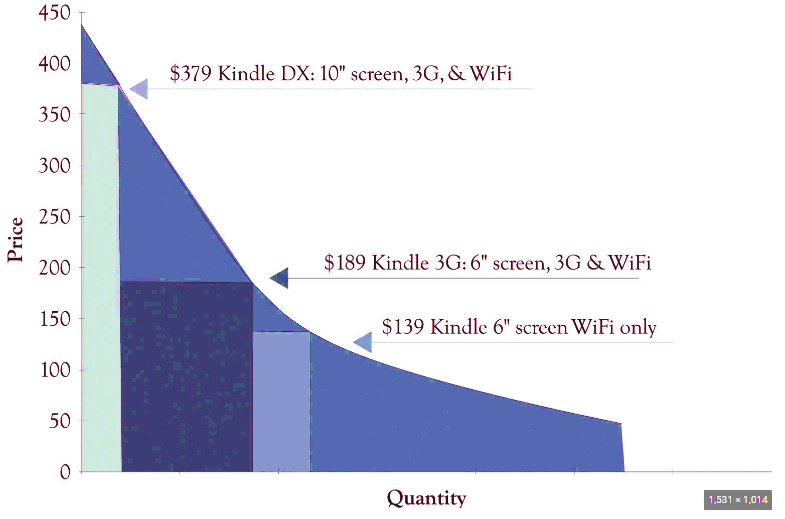 450
$379 Kindle DX: 10" screen, 3G, & WiFi
400
350
300
250
Price
$189 Kindle 3G: 6" screen, 3G & WiFi
200
150
$139 Kindle 6" screen WiFi only
100
50
0
Quantity
1,531 × 1,014